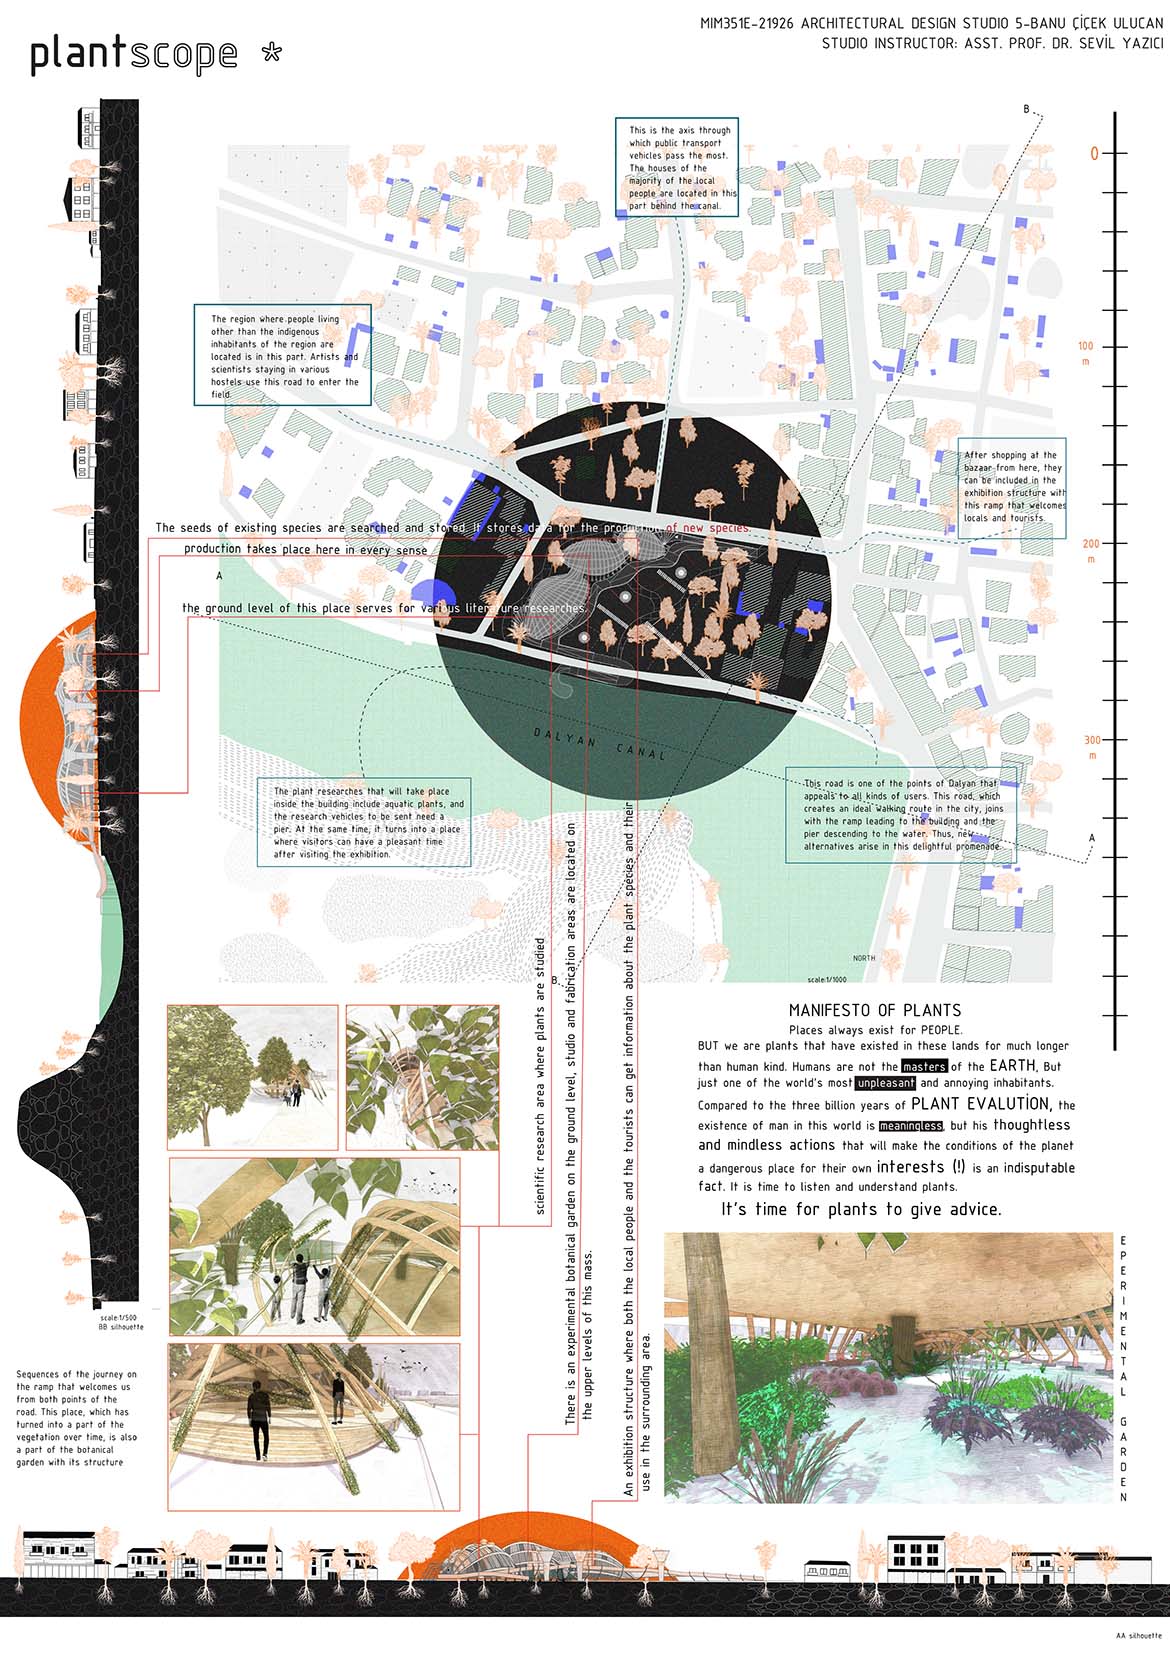 MIM351E-21926 ARCHITECTURAL DESIGN STUDIO 5-BANU ÇİÇEK ULUCAN
STUDIO INSTRUCTOR: ASST. PROF. DR. SEVİL YAZICI
plantscope *
This is the axis through
which public transport
vehicles pass the most.
The houses of the
majority of the local
people are located in this
part behind the canal.
B
0
100
m
200
m
300
m
The region where people living
other than the indigenous
inhabitants of the region are
located is in this part. Artists and
scientists staying in various
hostels use this road to enter the
field.
After shopping at the
bazaar from here, they
can be included in the
exhibition structure with
this ramp that welcomes
locals and tourists.
The seeds of existing species are searched and stored. It stores data for the production of new species.
production takes place here in every sense
A
the ground level of this place serves for various literature researches.
DALYAN CANAL
The plant researches that will take place
inside the building include aquatic plants, and
the research vehicles to be sent need a
pier. At the same time, it turns into a place
where visitors can have a pleasant time
after visiting the exhibition.
This road is one of the points of Dalyan that
appeals to all kinds of users. This road, which
creates an ideal walking route in the city, joins
with the ramp leading to the building and the
pier descending to the water. Thus, new
alternatives arise in this delightful promenade.
A
NORTH
scale:1/1000
B
scientific research area where plants are studied
There is an experimental botanical garden on the ground level, studio and fabrication areas are located on
the upper levels of this mass.
An exhibition structure where both the local people and the tourists can get information about the plant species and their
use in the surrounding area.
MANIFESTO OF PLANTS
Places always exist for PEOPLE.
BUT we are plants that have existed in these lands for much longer
than human kind. Humans are not the masters of the EARTH, But
just one of the world's most unpleasant and annoying inhabitants.
Compared to the three billion years of PLANT EVALUTİON, the
existence of man in this world is meaningless, but his thoughtless
and mindless actions that will make the conditions of the planet
a dangerous place for their own interests (!) is an indisputable
fact. It is time to listen and understand plants.
It's time for plants to give advice.
EPERIMENTAL GARDEN
scale:1/500
BB silhouette
Sequences of the journey on
the ramp that welcomes us
from both points of the
road. This place, which has
turned into a part of the
vegetation over time, is also
a part of the botanical
garden with its structure
AA silhouette